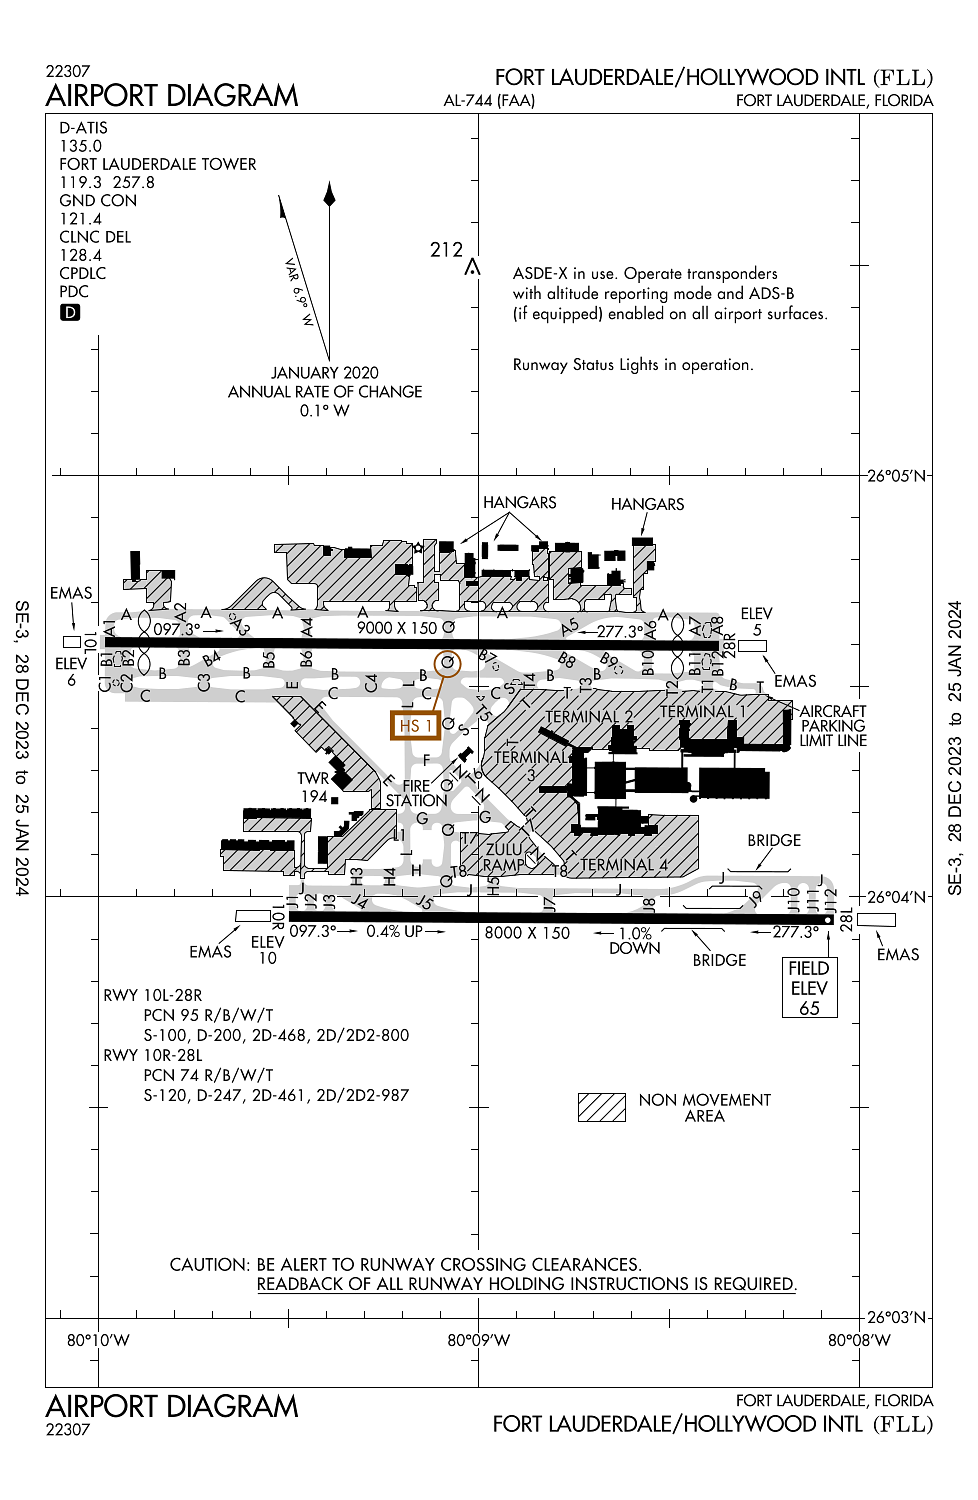 22307
AIRPORT DIAGRAM
FORT LAUDERDALE/HOLLYWOOD INTL (FLL)
AL-744 (FAA)
FORT LAUDERDALE, FLORIDA
D-ATIS
135.0
FORT LAUDERDALE TOWER
119.3 257.8
GND CON
121.4
CLNC DEL
128.4
CPDLC
PDC
D
VAR 6.9° W
JANUARY 2020
ANNUAL RATE OF CHANGE
0.1° W
212
ASDE-X in use. Operate transponders
with altitude reporting mode and ADS-B
(if equipped) enabled on all airport surfaces.
Runway Status Lights in operation.
26°05'N
HANGARS
HANGARS
EMAS
ELEV
6
10L
A1
A
A2
A
A3
A
A4
A
Q
A
A5
A6
A7
A8
ELEV
5
097.3°
9000 X 150
277.3°
28R
EMAS
B1
B2
B3
B4
B5
B6
B
B
B
B7
B8
B9
B10
B11
B12
B
Q
C1
C2
C
C3
C
E
C
C4
L
C
C
S
T4
T
T3
T2
T1
B
T
HS 1
L
Q
S
T5
E
F
TERMINAL 2
TERMINAL 1
AIRCRAFT
PARKING
LIMIT LINE
TERMINAL
3
T
TWR
194
E
FIRE
STATION
Q
Z
T6
Z
G
G
Q
L1
L
T7
ZULU
RAMP
Z
T
T
T8
TERMINAL 4
BRIDGE
H3
H4
H
T8
Q
H5
J
J
J
J
J
26°04'N
J1
J2
J3
J4
J5
J7
J8
J9
J10
J11
J12
10R
28L
EMAS
ELEV
10
097.3°
0.4% UP
8000 X 150
1.0%
DOWN
277.3°
BRIDGE
EMAS
FIELD
ELEV
65
RWY 10L-28R
PCN 95 R/B/W/T
S-100, D-200, 2D-468, 2D/2D2-800
RWY 10R-28L
PCN 74 R/B/W/T
S-120, D-247, 2D-461, 2D/2D2-987
NON MOVEMENT
AREA
CAUTION: BE ALERT TO RUNWAY CROSSING CLEARANCES.
READBACK OF ALL RUNWAY HOLDING INSTRUCTIONS IS REQUIRED.
26°03'N
80°10'W
80°09'W
80°08'W
SE-3, 28 DEC 2023 to 25 JAN 2024
SE-3, 28 DEC 2023 to 25 JAN 2024
AIRPORT DIAGRAM
22307
FORT LAUDERDALE, FLORIDA
FORT LAUDERDALE/HOLLYWOOD INTL (FLL)